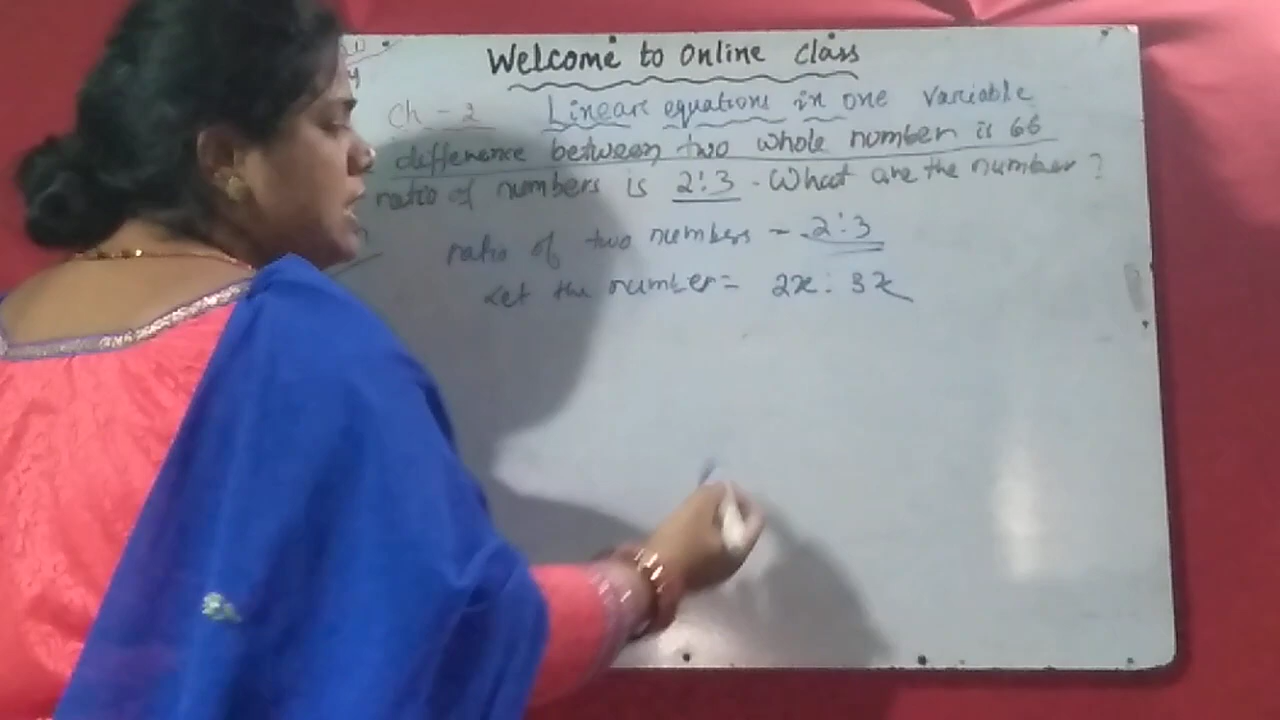 Welcome to online class
Ch - 2 Linear equations in one variable
difference between two whole number is 66
ratio of numbers is 2:3. What are the number?
ratio of two numbers = 2:3
Let the number = 2x : 3x